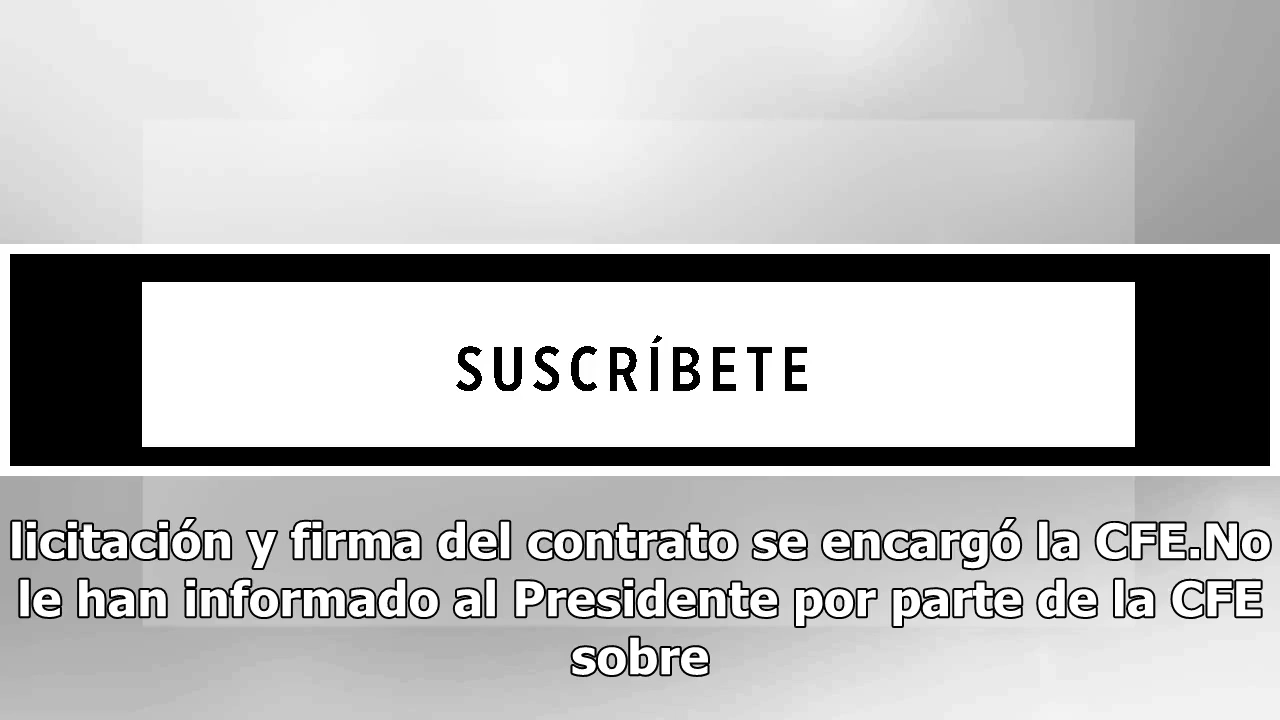 SUSCRÍBETE
licitación y firma del contrato se encargó la CFE.No
le han informado al Presidente por parte de la CFE
sobre